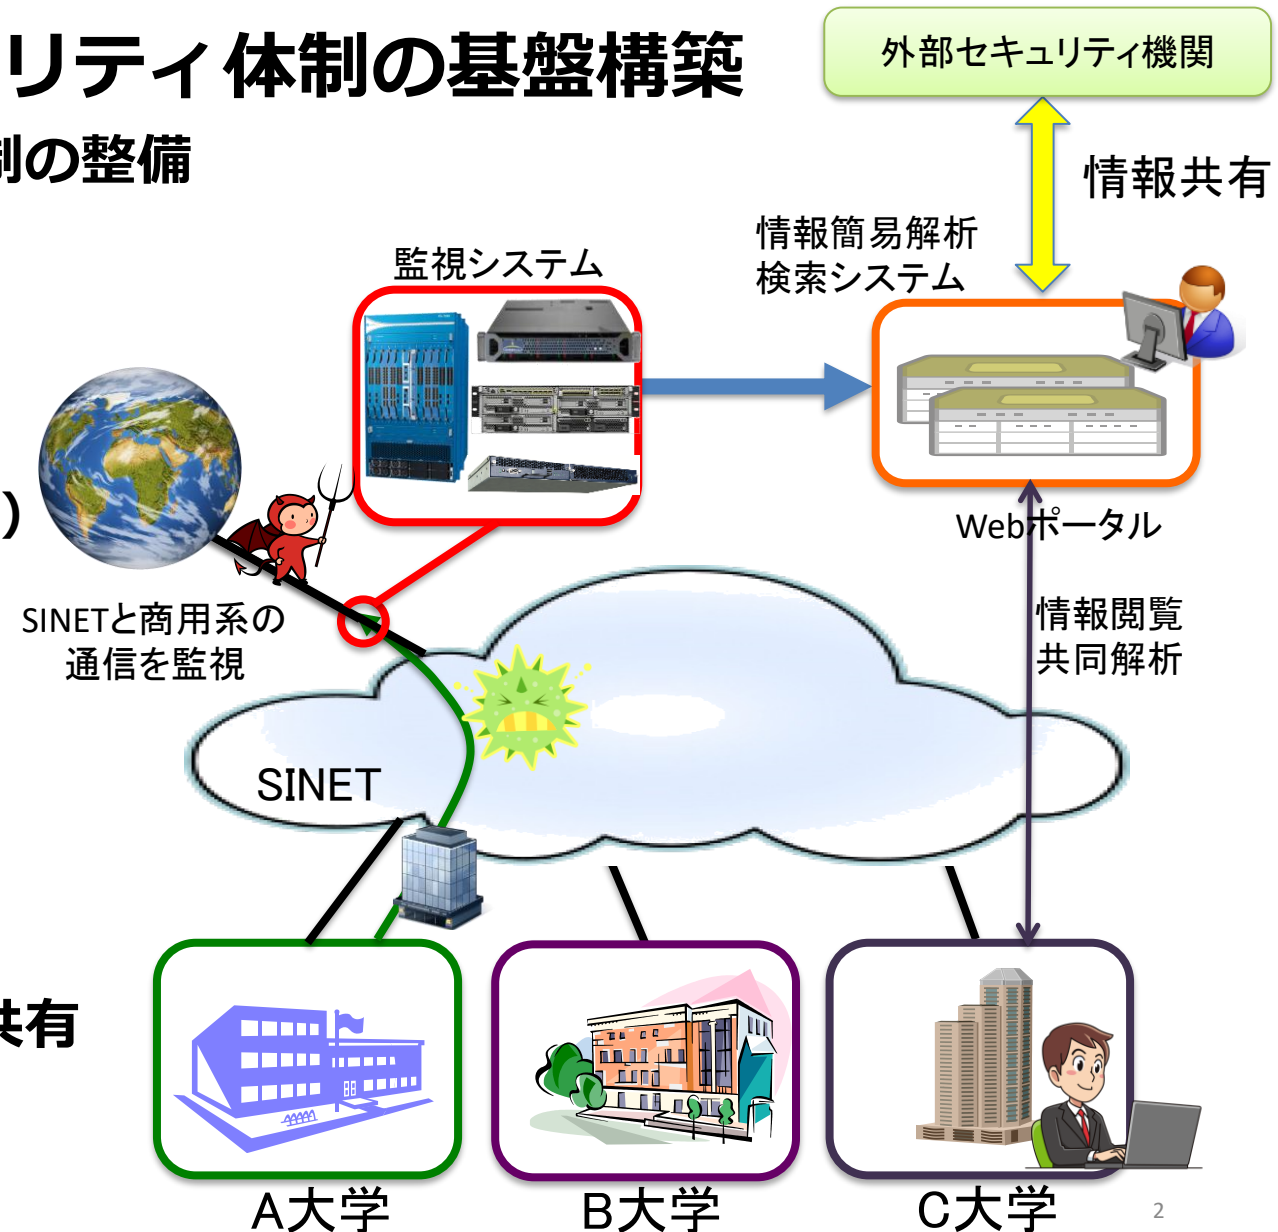 リティ体制の基盤構築
外部セキュリティ機関
制の整備
情報共有
情報簡易解析
検索システム
監視システム
)
Webポータル
SINETと商用系の
通信を監視
情報閲覧
共同解析
SINET
共有
A大学
B大学
C大学
2